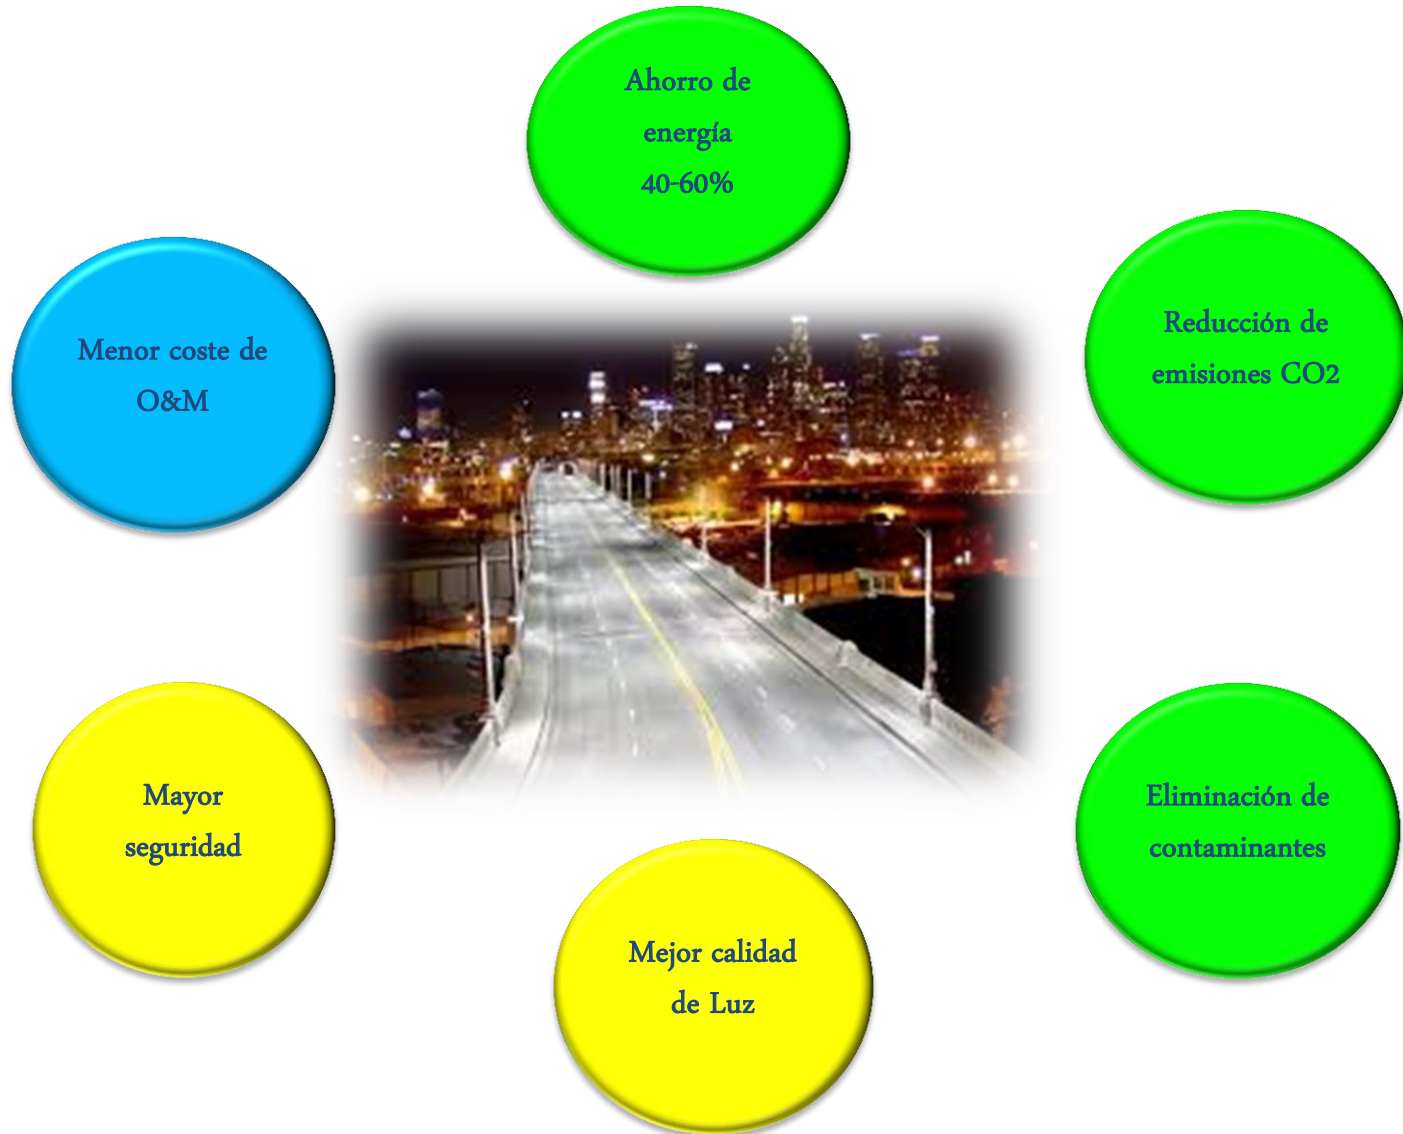 Ahorro de
energía
40-60%
Reducción de
emisiones CO2
Menor coste de
O&M
Mayor
seguridad
Eliminación de
contaminantes
Mejor calidad
de Luz